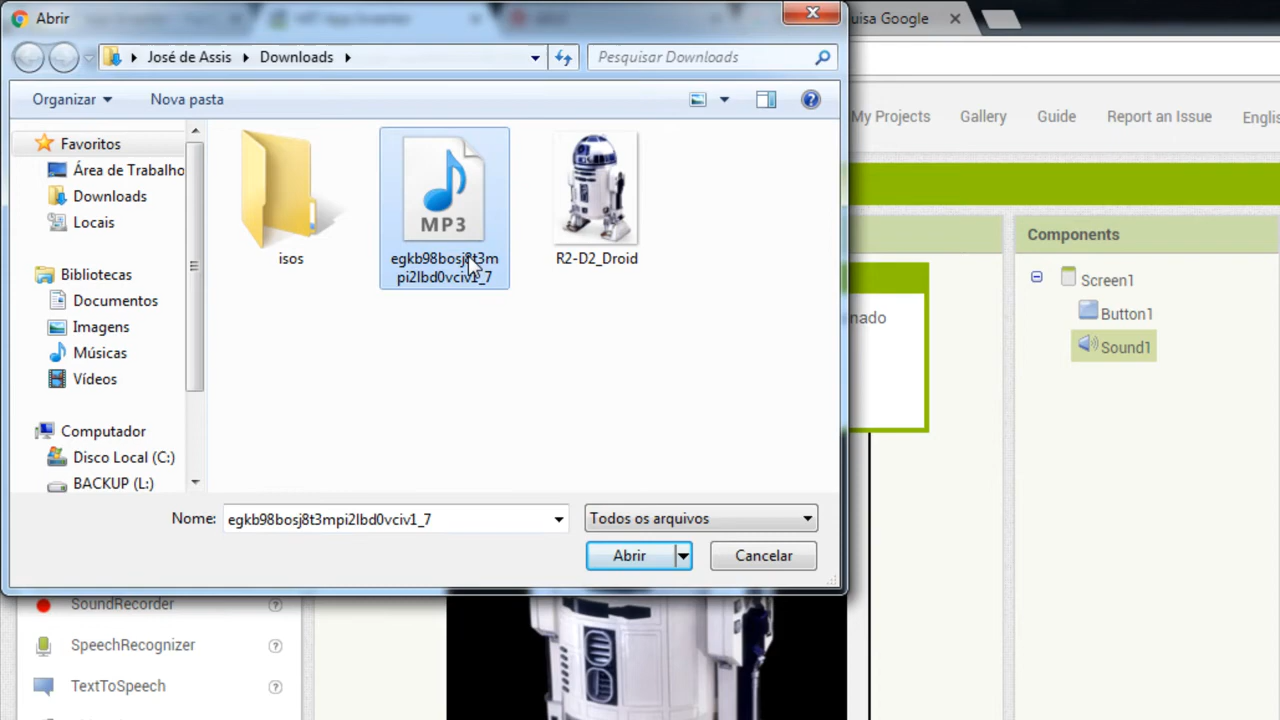 Abrir
uisa Google
José de Assis
Downloads
Pesquisar Downloads
Organizar
Nova pasta
My Projects
Gallery
Guide
Report an Issue
Englis
Favoritos
Área de Trabalho
Downloads
Locais
Bibliotecas
Documentos
Imagens
Músicas
Vídeos
Computador
Disco Local (C:)
BACKUP (L:)
isos
MP3
egkb98bosj8t3m
pi2lbd0vciv1_7
R2-D2_Droid
Components
Screen1
Button1
Sound1
nado
Nome:
egkb98bosj8t3mpi2lbd0vciv1_7
Todos os arquivos
Abrir
Cancelar
SoundRecorder
SpeechRecognizer
TextToSpeech